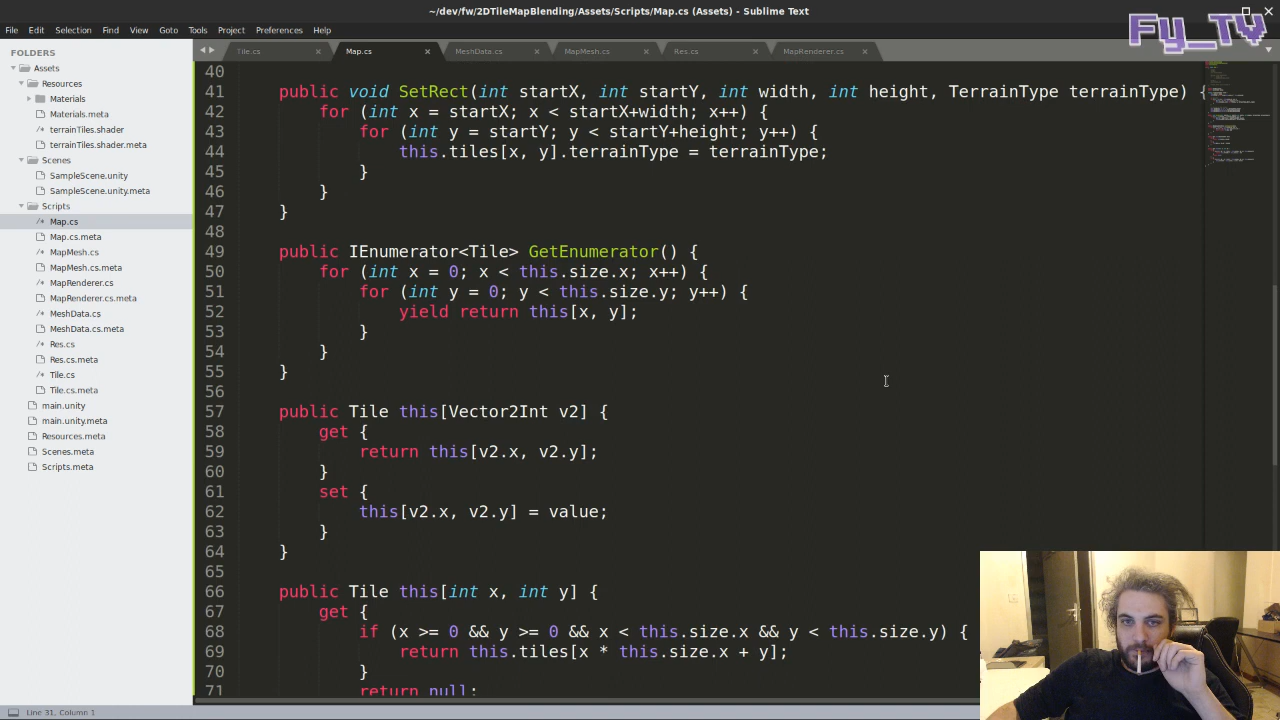 ~/dev/fw/2DTileMapBlending/Assets/Scripts/Map.cs (Assets) - Sublime Text
Fy_TV
File Edit Selection Find View Goto Tools Project Preferences Help
FOLDERS
Assets
Resources
Materials
Materials.meta
terrainTiles.shader
terrainTiles.shader.meta
Scenes
SampleScene.unity
SampleScene.unity.meta
Scripts
Map.cs
Map.cs.meta
MapMesh.cs
MapMesh.cs.meta
MapRenderer.cs
MapRenderer.cs.meta
MeshData.cs
MeshData.cs.meta
Res.cs
Res.cs.meta
Tile.cs
Tile.cs.meta
main.unity
main.unity.meta
Resources.meta
Scenes.meta
Scripts.meta
Tile.cs Map.cs MeshData.cs MapMesh.cs Res.cs MapRenderer.cs
40
41 public void SetRect(int startX, int startY, int width, int height, TerrainType terrainType) {
42 for (int x = startX; x < startX+width; x++) {
43 for (int y = startY; y < startY+height; y++) {
44 this.tiles[x, y].terrainType = terrainType;
45 }
46 }
47 }
48
49 public IEnumerator<Tile> GetEnumerator() {
50 for (int x = 0; x < this.size.x; x++) {
51 for (int y = 0; y < this.size.y; y++) {
52 yield return this[x, y];
53 }
54 }
55 }
56
57 public Tile this[Vector2Int v2] {
58 get {
59 return this[v2.x, v2.y];
60 }
61 set {
62 this[v2.x, v2.y] = value;
63 }
64 }
65
66 public Tile this[int x, int y] {
67 get {
68 if (x >= 0 && y >= 0 && x < this.size.x && y < this.size.y) {
69 return this.tiles[x * this.size.x + y];
70 }
71 return null;
Line 31, Column 1